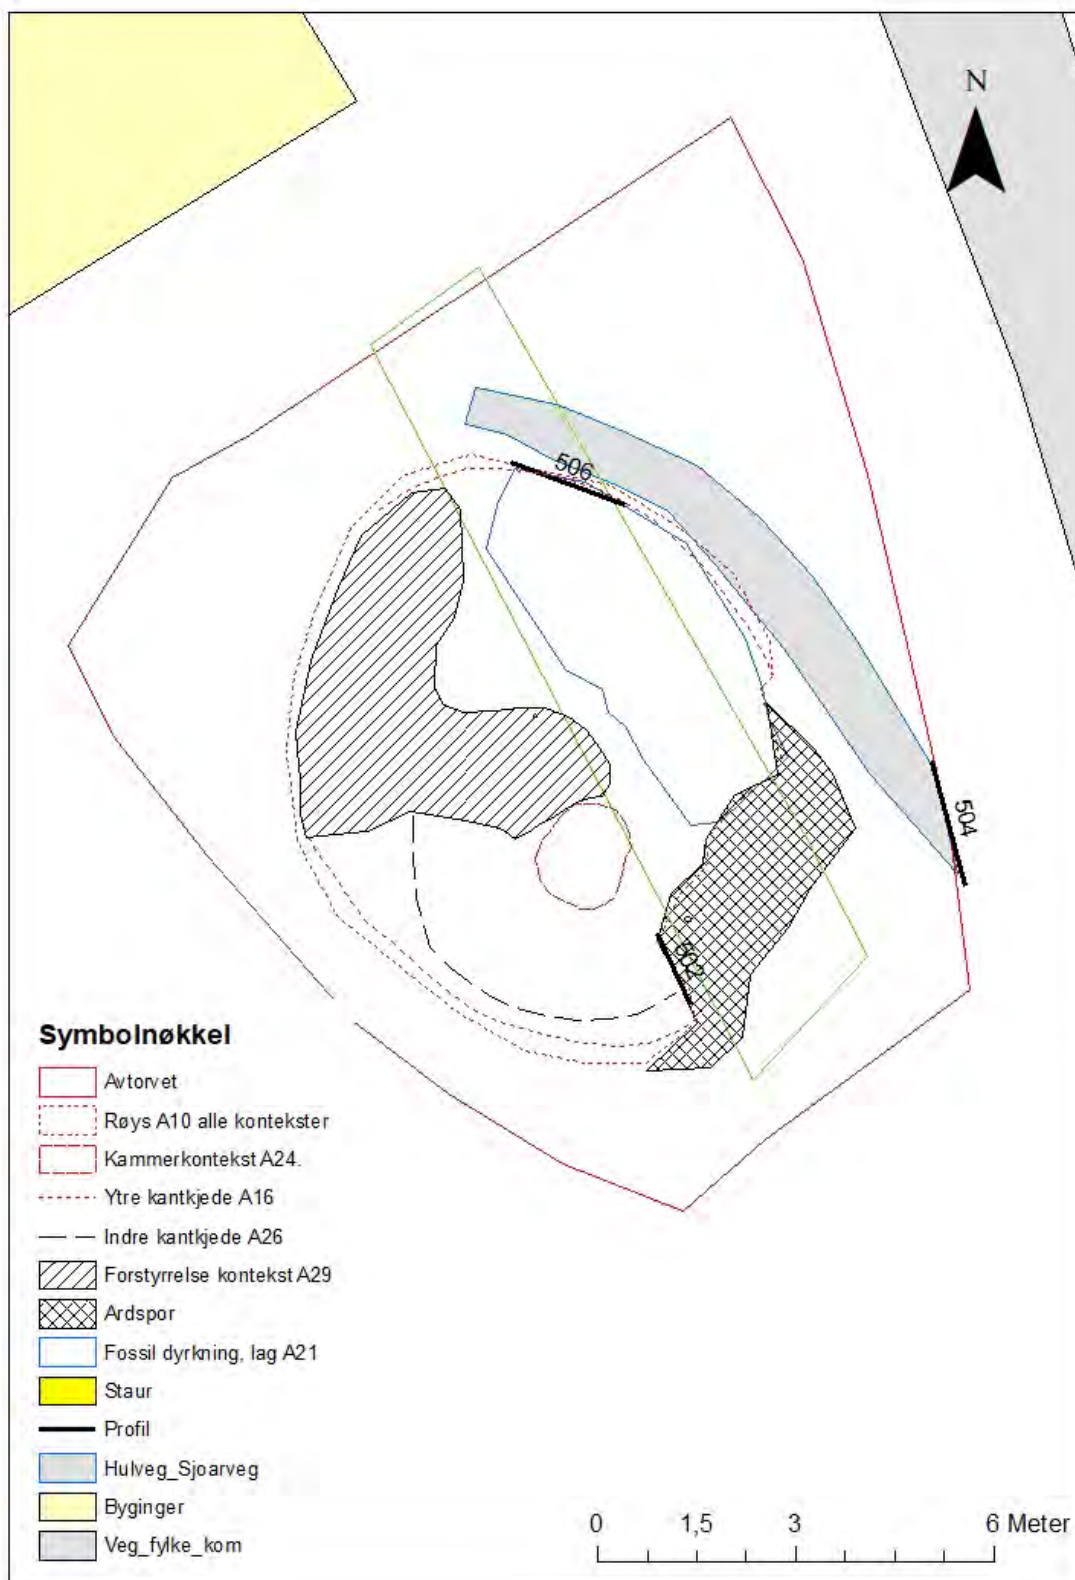 N
506
504
502
Symbolnøkkel
Avtorvet
Røys A10 alle kontekster
Kammerkontekst A24.
Ytre kantkjede A16
Indre kantkjede A26
Forstyrrelse kontekst A29
Ardspor
Fossil dyrkning, lag A21
Staur
Profil
Hulveg_Sjoarveg
Byginger
Veg_fylke_kom
0 1,5 3 6 Meter